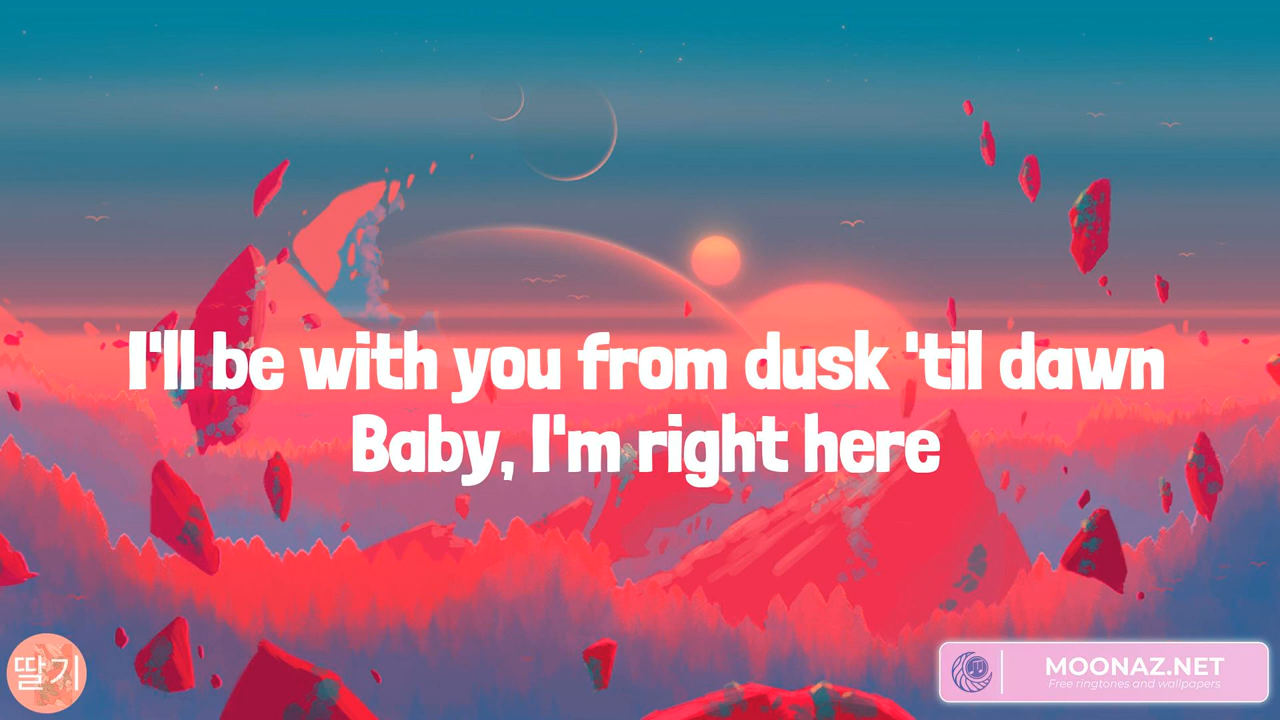 I'll be with you from dusk 'til dawn
Baby, I'm right here
딸기
MOONAZ.NET
Free ringtones and wallpapers